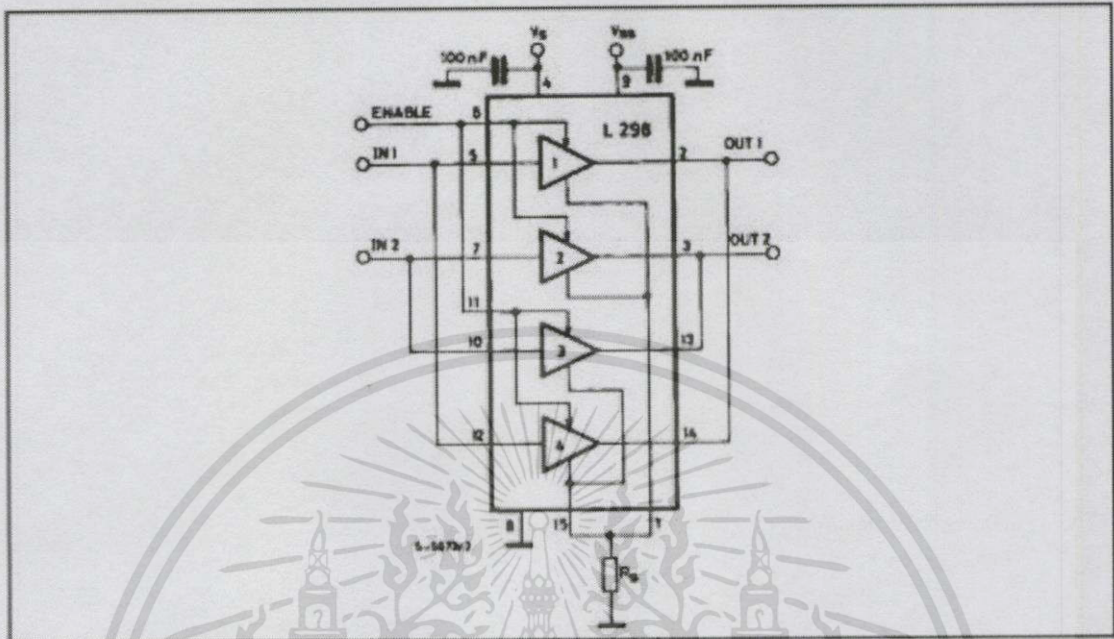 Vs Vss
100 nF 100 nF
4 9
ENABLE 6 L 298
IN 1 5 1 2 OUT 1
IN 2 7 2 3 OUT 2
11
10 3 13
12 4 14
8 15 1
Rs